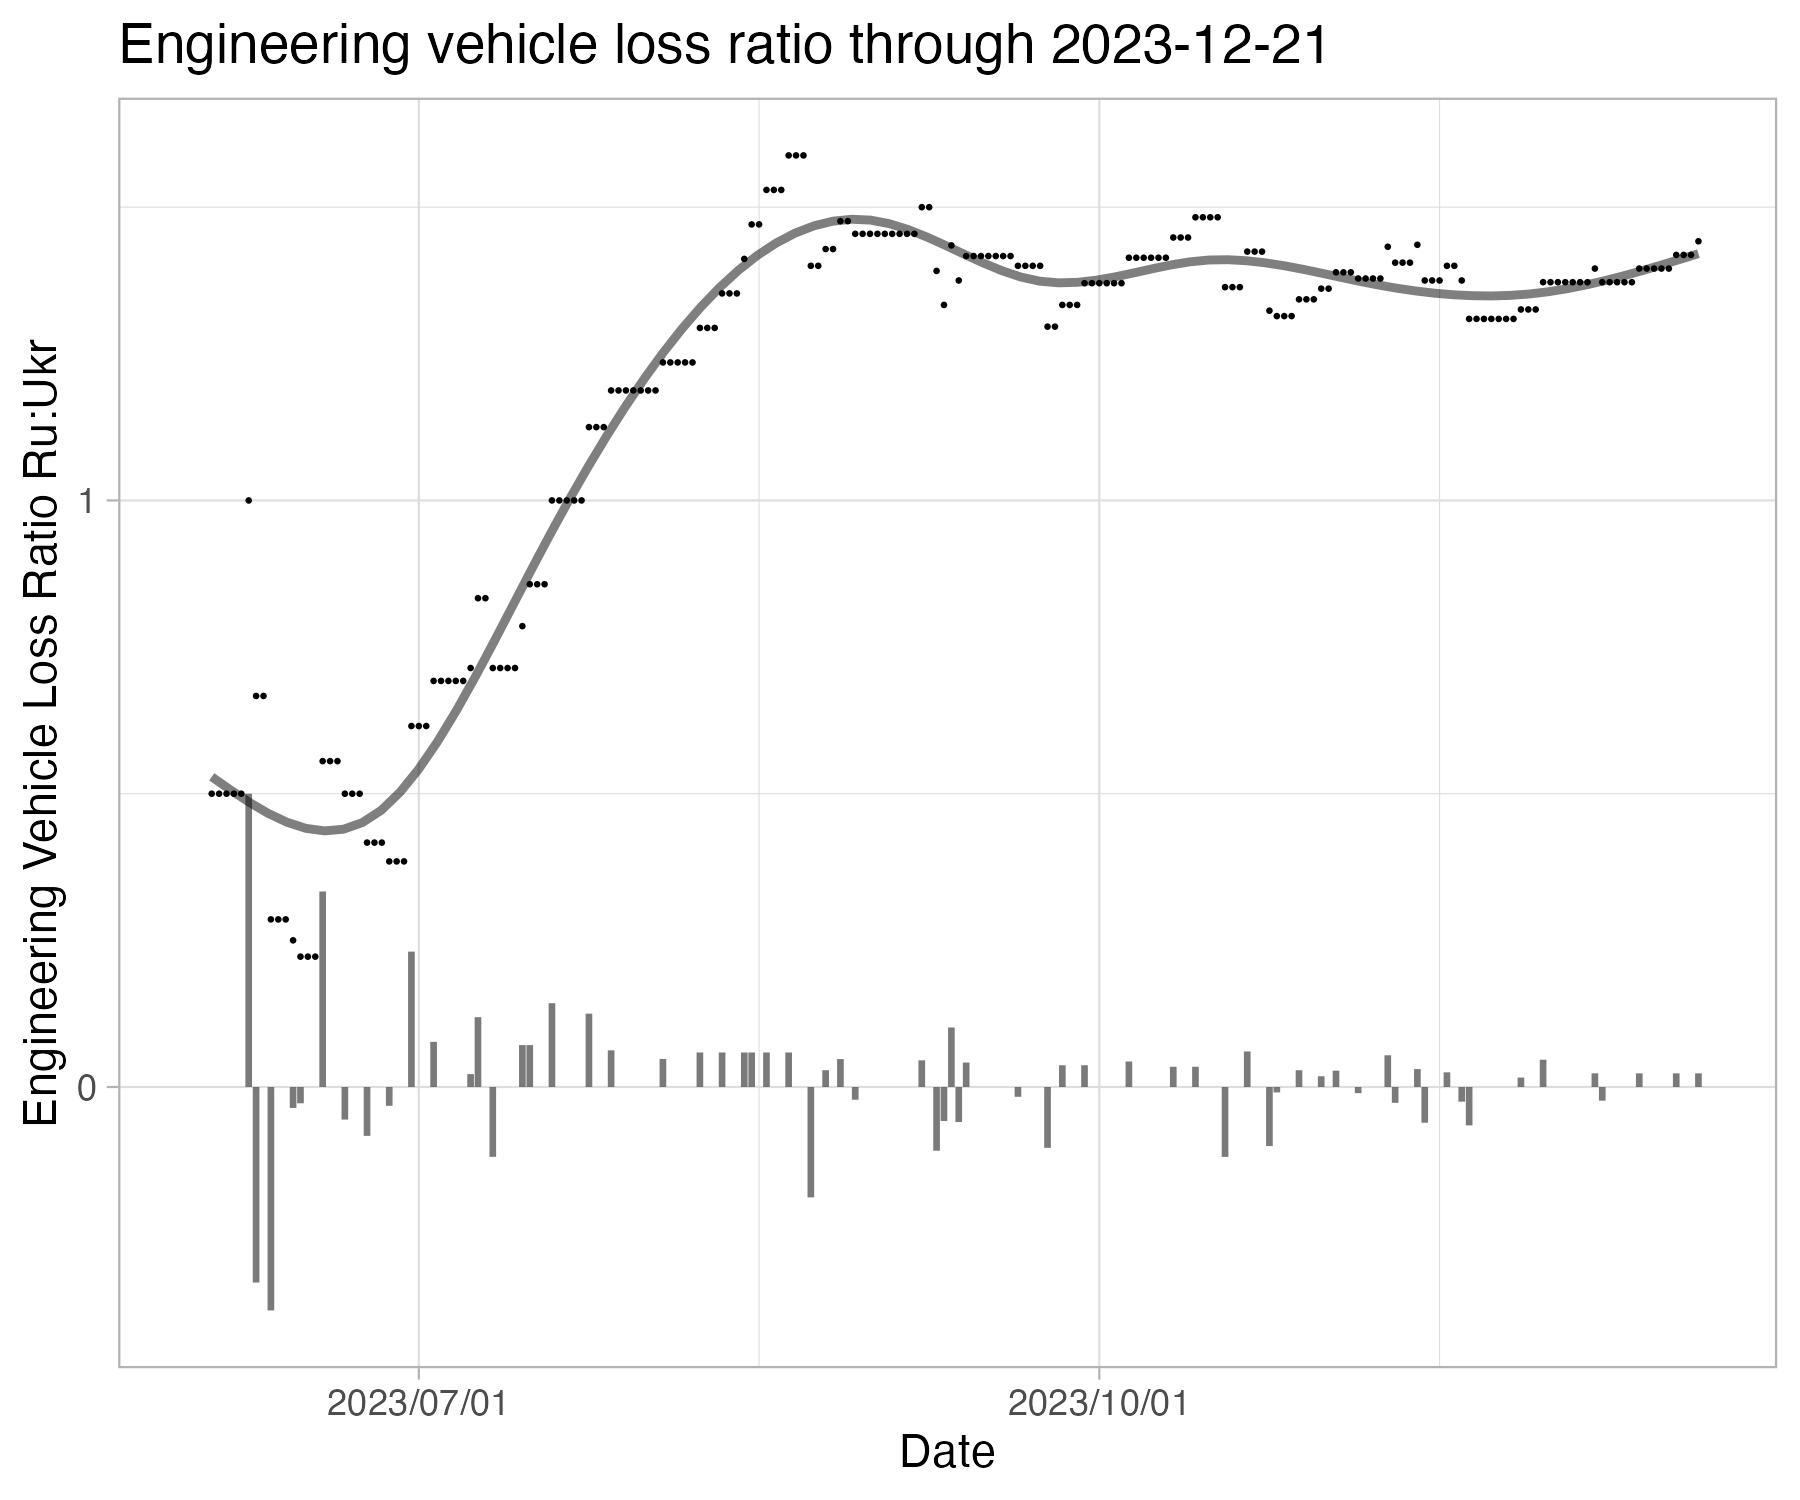 Engineering vehicle loss ratio through 2023-12-21
Engineering Vehicle Loss Ratio Ru:Ukr
1
0
2023/07/01
2023/10/01
Date